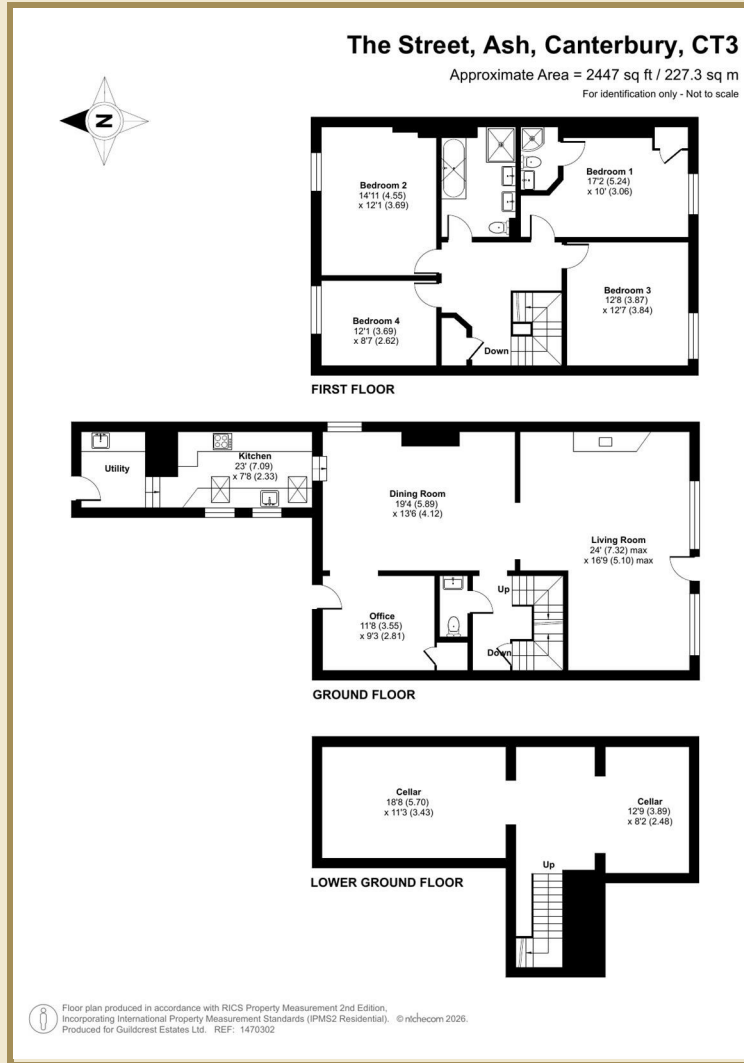 The Street, Ash, Canterbury, CT3
Approximate Area = 2447 sq ft / 227.3 sq m
For identification only - Not to scale
N
Bedroom 2
14'11 (4.55)
x 12'1 (3.69)
Bedroom 1
17'2 (5.24)
x 10' (3.06)
Bedroom 4
12'1 (3.69)
x 8'7 (2.62)
Bedroom 3
12'8 (3.87)
x 12'7 (3.84)
Down
FIRST FLOOR
Utility
Kitchen
23' (7.09)
x 7'8 (2.33)
Dining Room
19'4 (5.89)
x 13'6 (4.12)
Living Room
24' (7.32) max
x 16'9 (5.10) max
Office
11'8 (3.55)
x 9'3 (2.81)
Up
Down
GROUND FLOOR
Cellar
18'8 (5.70)
x 11'3 (3.43)
Cellar
12'9 (3.89)
x 8'2 (2.48)
Up
LOWER GROUND FLOOR
Floor plan produced in accordance with RICS Property Measurement 2nd Edition,
Incorporating International Property Measurement Standards (IPMS2 Residential). © nlchecom 2026.
Produced for Guildcrest Estates Ltd. REF: 1470302